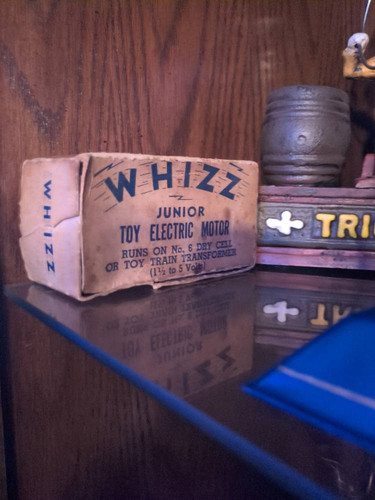 WHIZZ
WHIZZ
JUNIOR
TOY ELECTRIC MOTOR
RUNS ON No. 6 DRY CELL
OR TOY TRAIN TRANSFORMER
(1½ to 5 Volts)
TRI